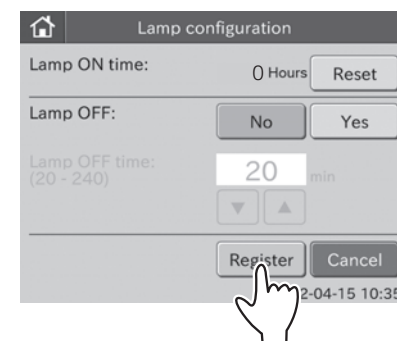 Lamp configuration
Lamp ON time: 0 Hours Reset
Lamp OFF: No Yes
Lamp OFF time: 20 min
(20 - 240)
▼ ▲
Register Cancel
2-04-15 10:35